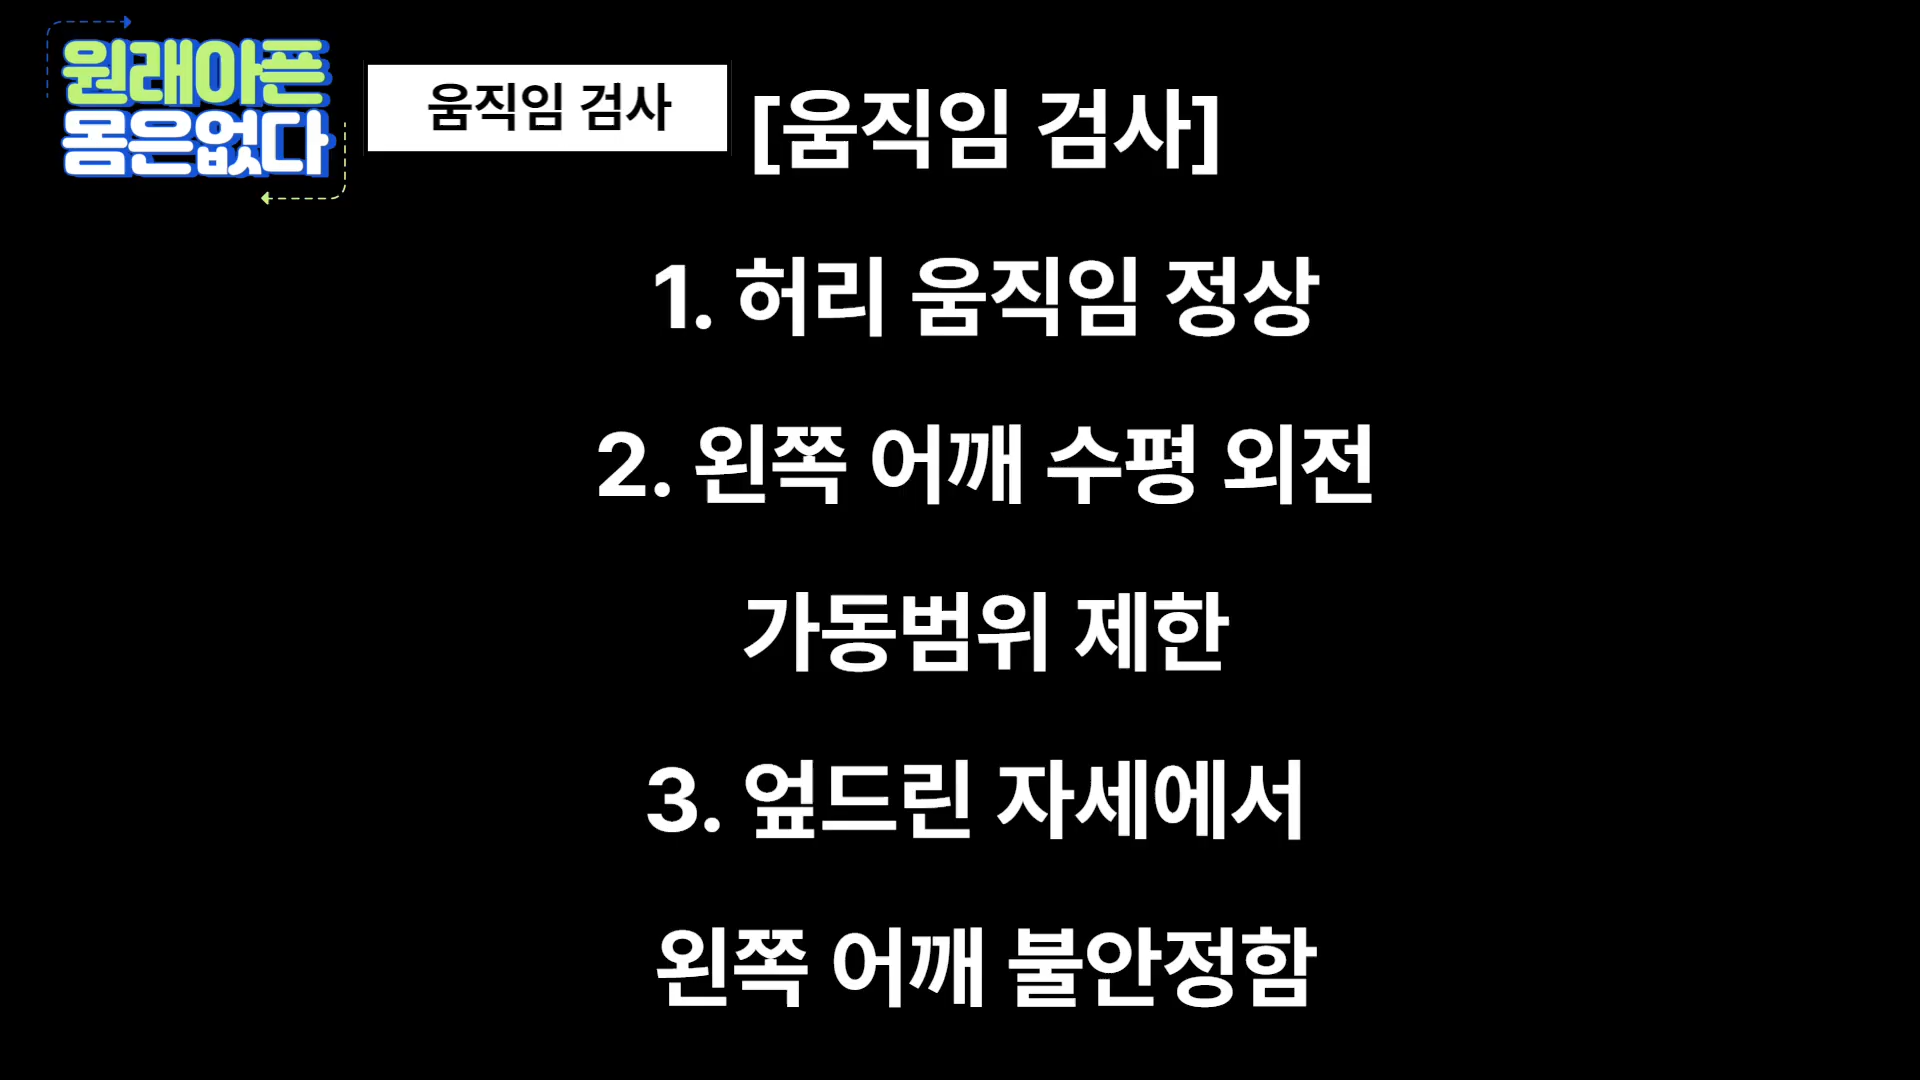 원래아픈
몸은없다
움직임 검사
[움직임 검사]
1. 허리 움직임 정상
2. 왼쪽 어깨 수평 외전
가동범위 제한
3. 엎드린 자세에서
왼쪽 어깨 불안정함